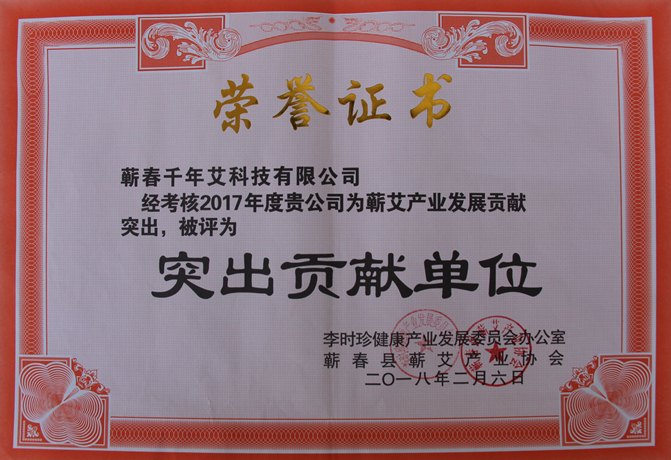 荣誉证书
蕲春千年艾科技有限公司
经考核2017年度贵公司为蕲艾产业发展贡献
突出，被评为
突出贡献单位
李时珍健康产业发展委员会办公室
蕲春县蕲艾产业协会
二〇一八年二月六日